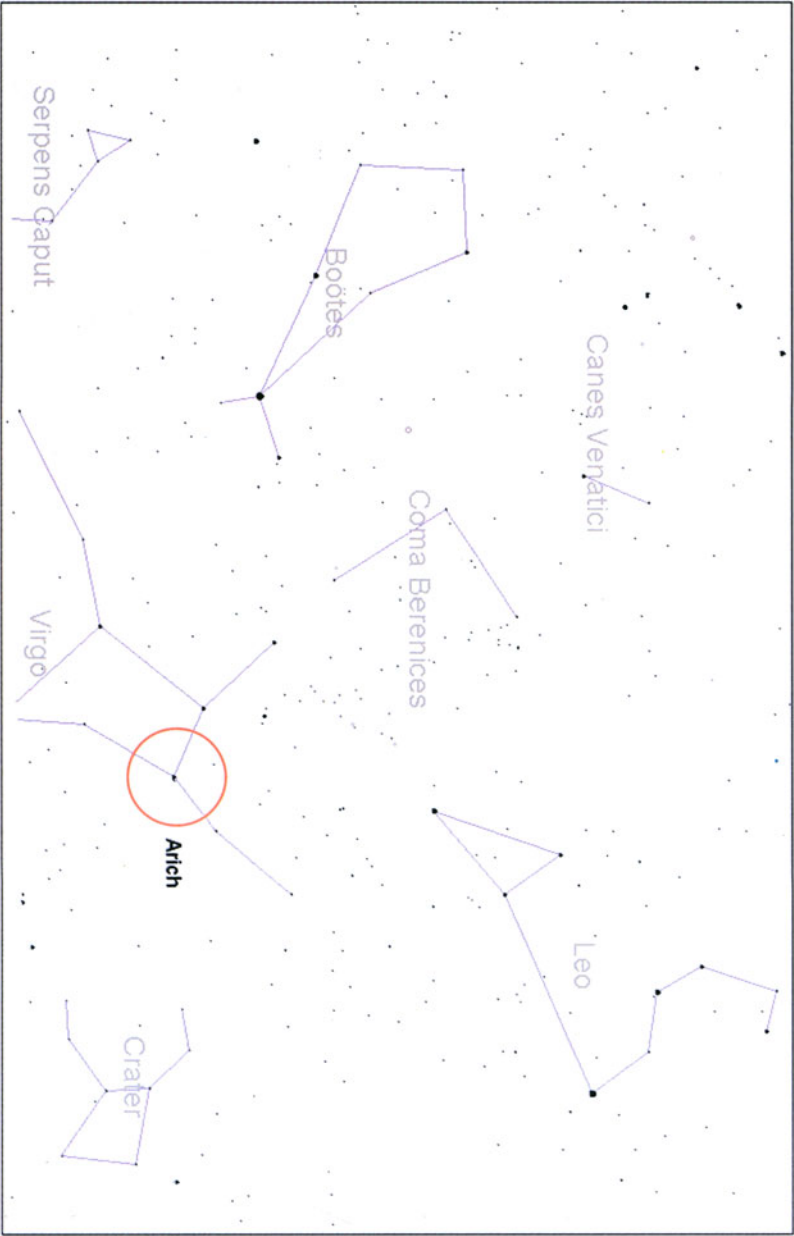 Serpens Caput
Boötes
Canes Venatici
Coma Berenices
Virgo
Arich
Leo
Crater